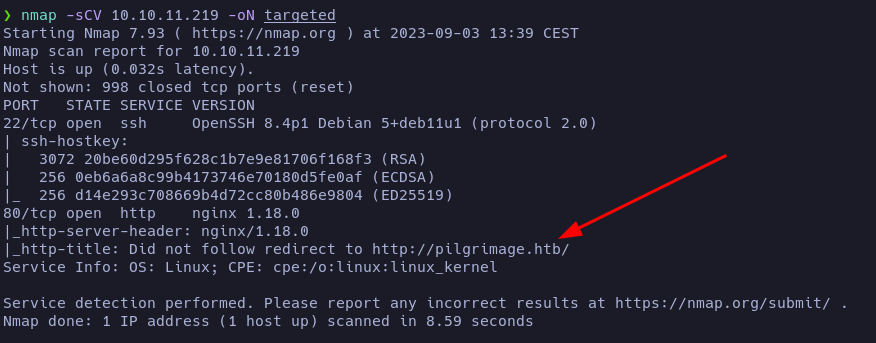 ❯ nmap -sCV 10.10.11.219 -oN targeted
Starting Nmap 7.93 ( https://nmap.org ) at 2023-09-03 13:39 CEST
Nmap scan report for 10.10.11.219
Host is up (0.032s latency).
Not shown: 998 closed tcp ports (reset)
PORT   STATE SERVICE VERSION
22/tcp open  ssh     OpenSSH 8.4p1 Debian 5+deb11u1 (protocol 2.0)
| ssh-hostkey:
|   3072 20be60d295f628c1b7e9e81706f168f3 (RSA)
|   256 0eb6a6a8c99b4173746e70180d5fe0af (ECDSA)
|_  256 d14e293c708669b4d72cc80b486e9804 (ED25519)
80/tcp open  http    nginx 1.18.0
|_http-server-header: nginx/1.18.0
|_http-title: Did not follow redirect to http://pilgrimage.htb/
Service Info: OS: Linux; CPE: cpe:/o:linux:linux_kernel
Service detection performed. Please report any incorrect results at https://nmap.org/submit/ .
Nmap done: 1 IP address (1 host up) scanned in 8.59 seconds